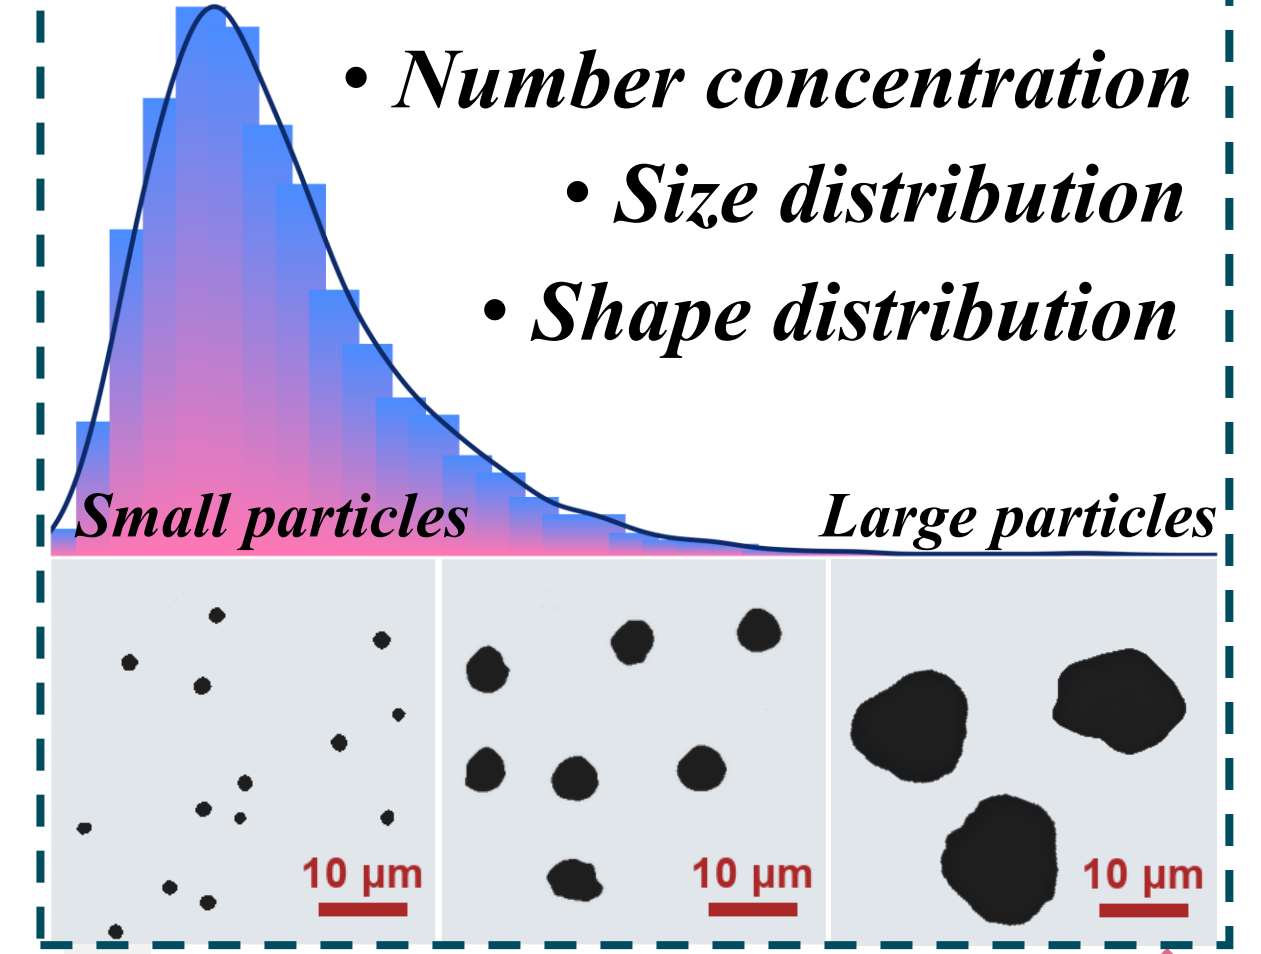 • Number concentration
• Size distribution
• Shape distribution
Small particles
Large particles
10 µm
10 µm
10 µm